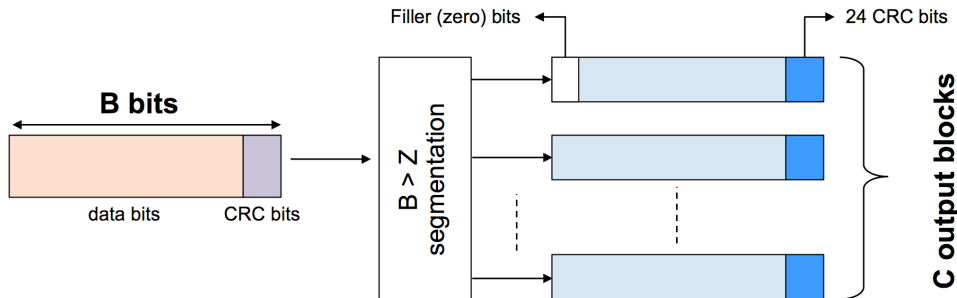 Filler (zero) bits
24 CRC bits
B bits
data bits
CRC bits
B > Z
segmentation
C output blocks